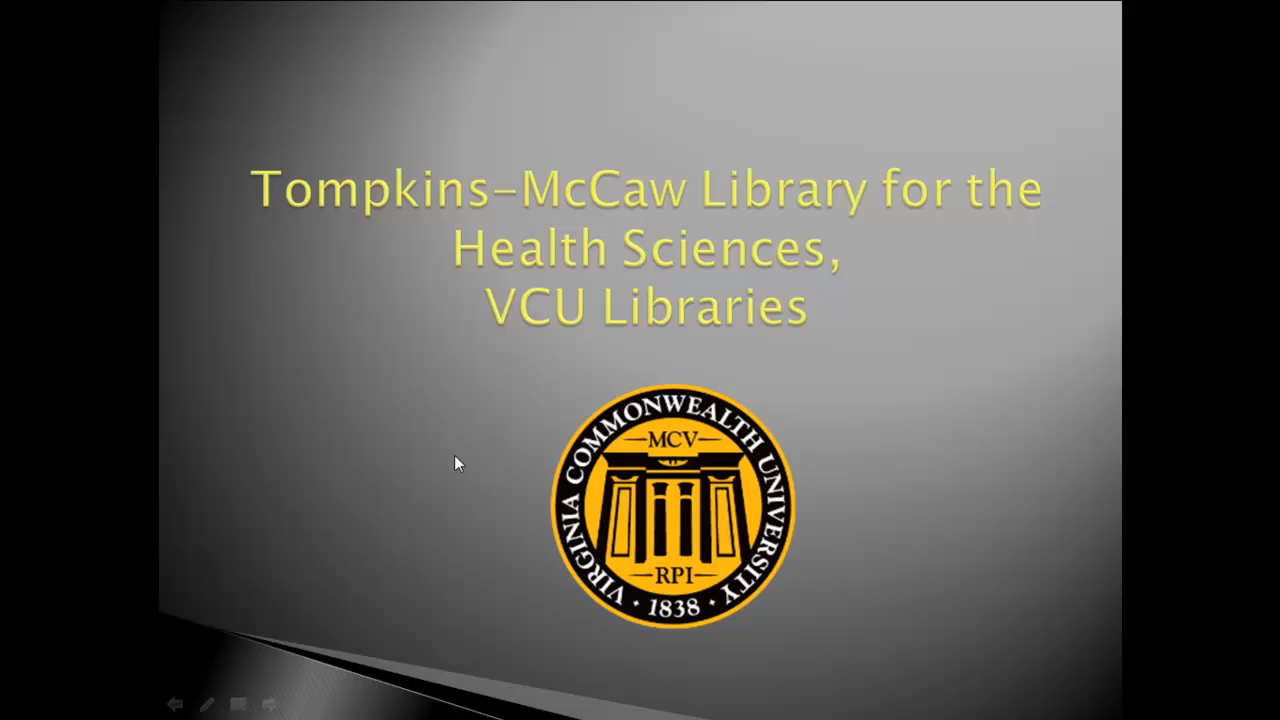 Tompkins-McCaw Library for the
Health Sciences,
VCU Libraries
VIRGINIA COMMONWEALTH UNIVERSITY
MCV
RPI
· 1838 ·